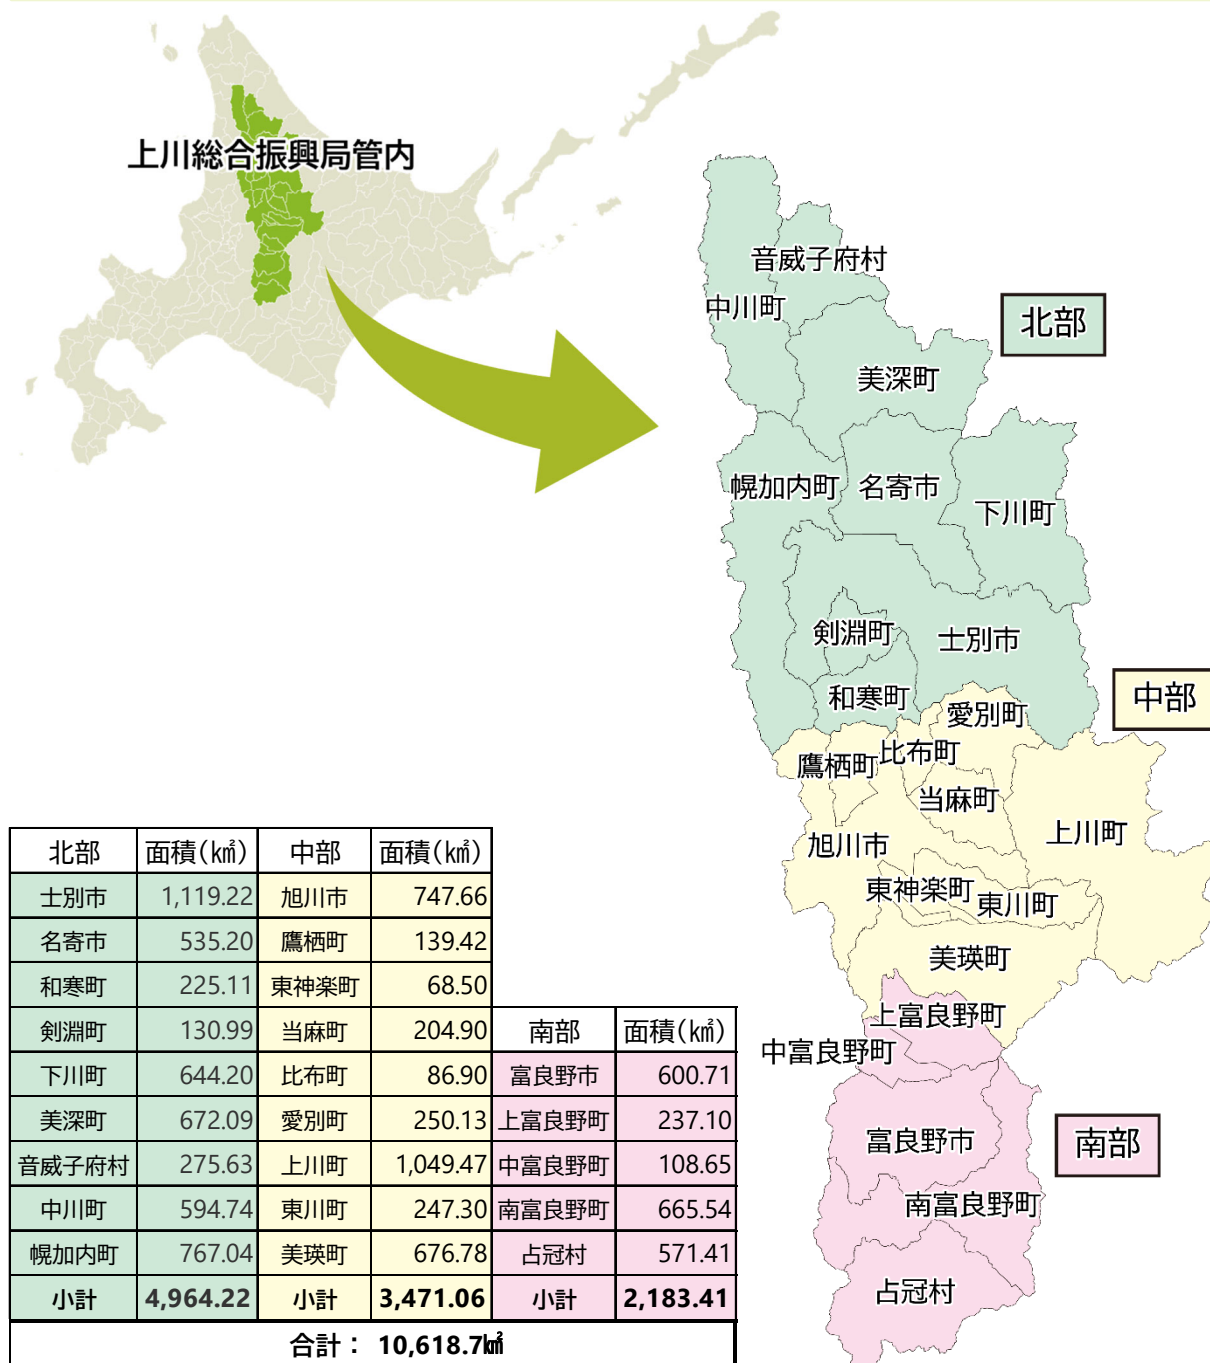 上川総合振興局管内
音威子府村
中川町
北部
美深町
幌加内町
名寄市
下川町
剣淵町
士別市
和寒町
中部
愛別町
比布町
鷹栖町
当麻町
上川町
旭川市
東神楽町
東川町
美瑛町
上富良野町
中富良野町
富良野市
南部
南富良野町
占冠村
北部 面積(㎢) 中部 面積(㎢)
士別市 1,119.22 旭川市 747.66
名寄市 535.20 鷹栖町 139.42
和寒町 225.11 東神楽町 68.50
剣淵町 130.99 当麻町 204.90 南部 面積(㎢)
下川町 644.20 比布町 86.90 富良野市 600.71
美深町 672.09 愛別町 250.13 上富良野町 237.10
音威子府村 275.63 上川町 1,049.47 中富良野町 108.65
中川町 594.74 東川町 247.30 南富良野町 665.54
幌加内町 767.04 美瑛町 676.78 占冠村 571.41
小計 4,964.22 小計 3,471.06 小計 2,183.41
合計： 10,618.7㎢